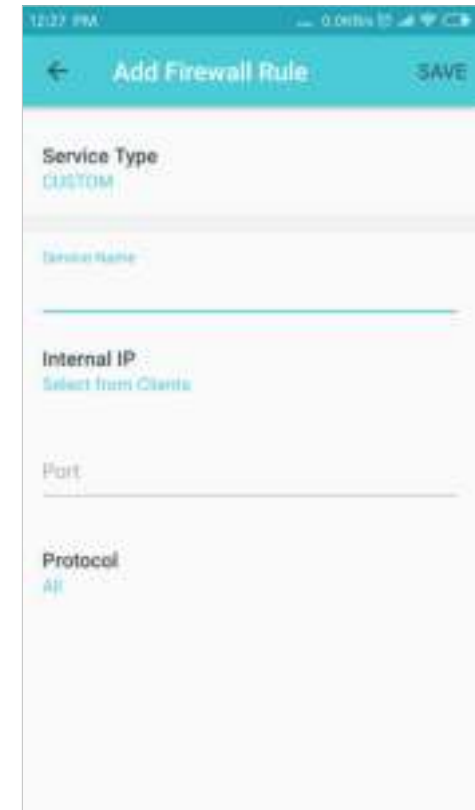 12:27 PM
Add Firewall Rule
SAVE
Service Type
CUSTOM
Service Name
Internal IP
Select from Clients
Port
Protocol
All